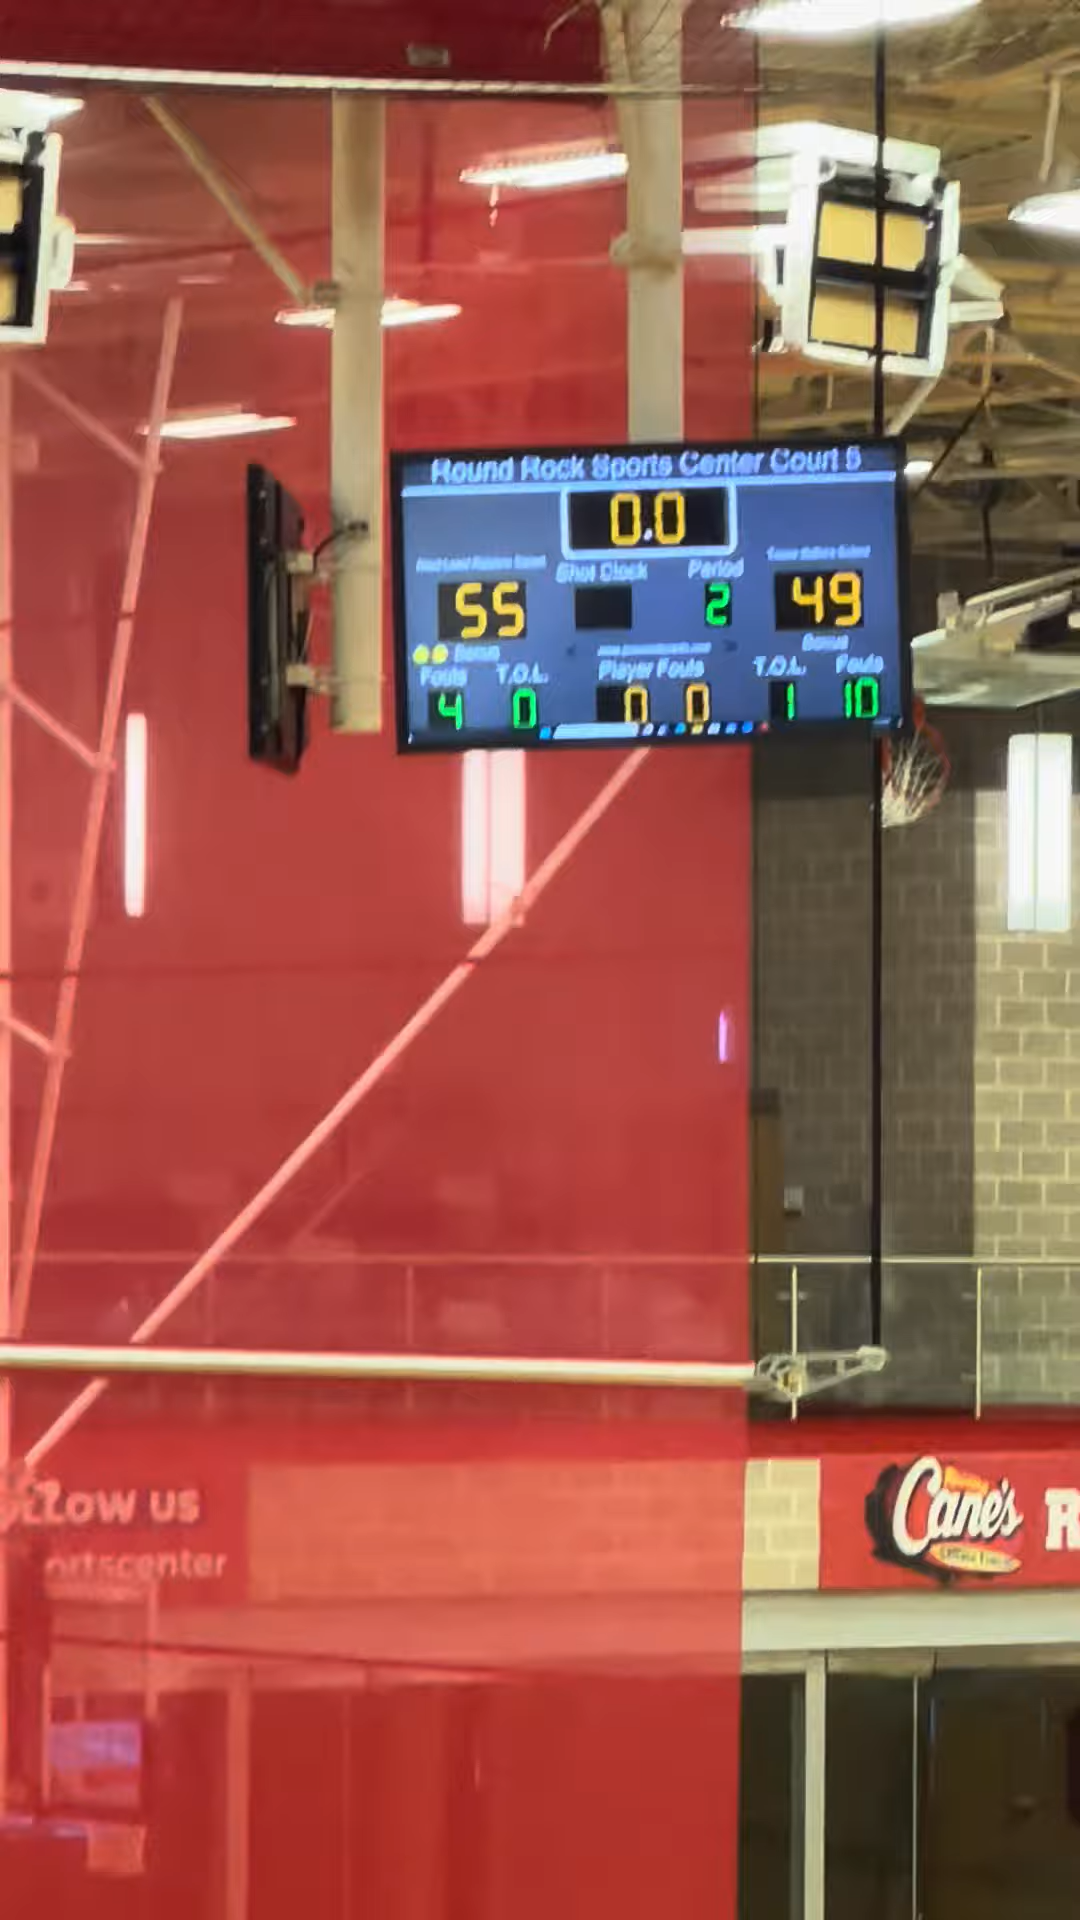 Round Rock Sports Center Court 5
0.0
Shot Clock Period
55 2 49
Bonus Bonus
Fouls T.O.L. Player Fouls T.O.L. Fouls
4 0 0 0 1 10
LLOW US
ortscenter
Cane's R